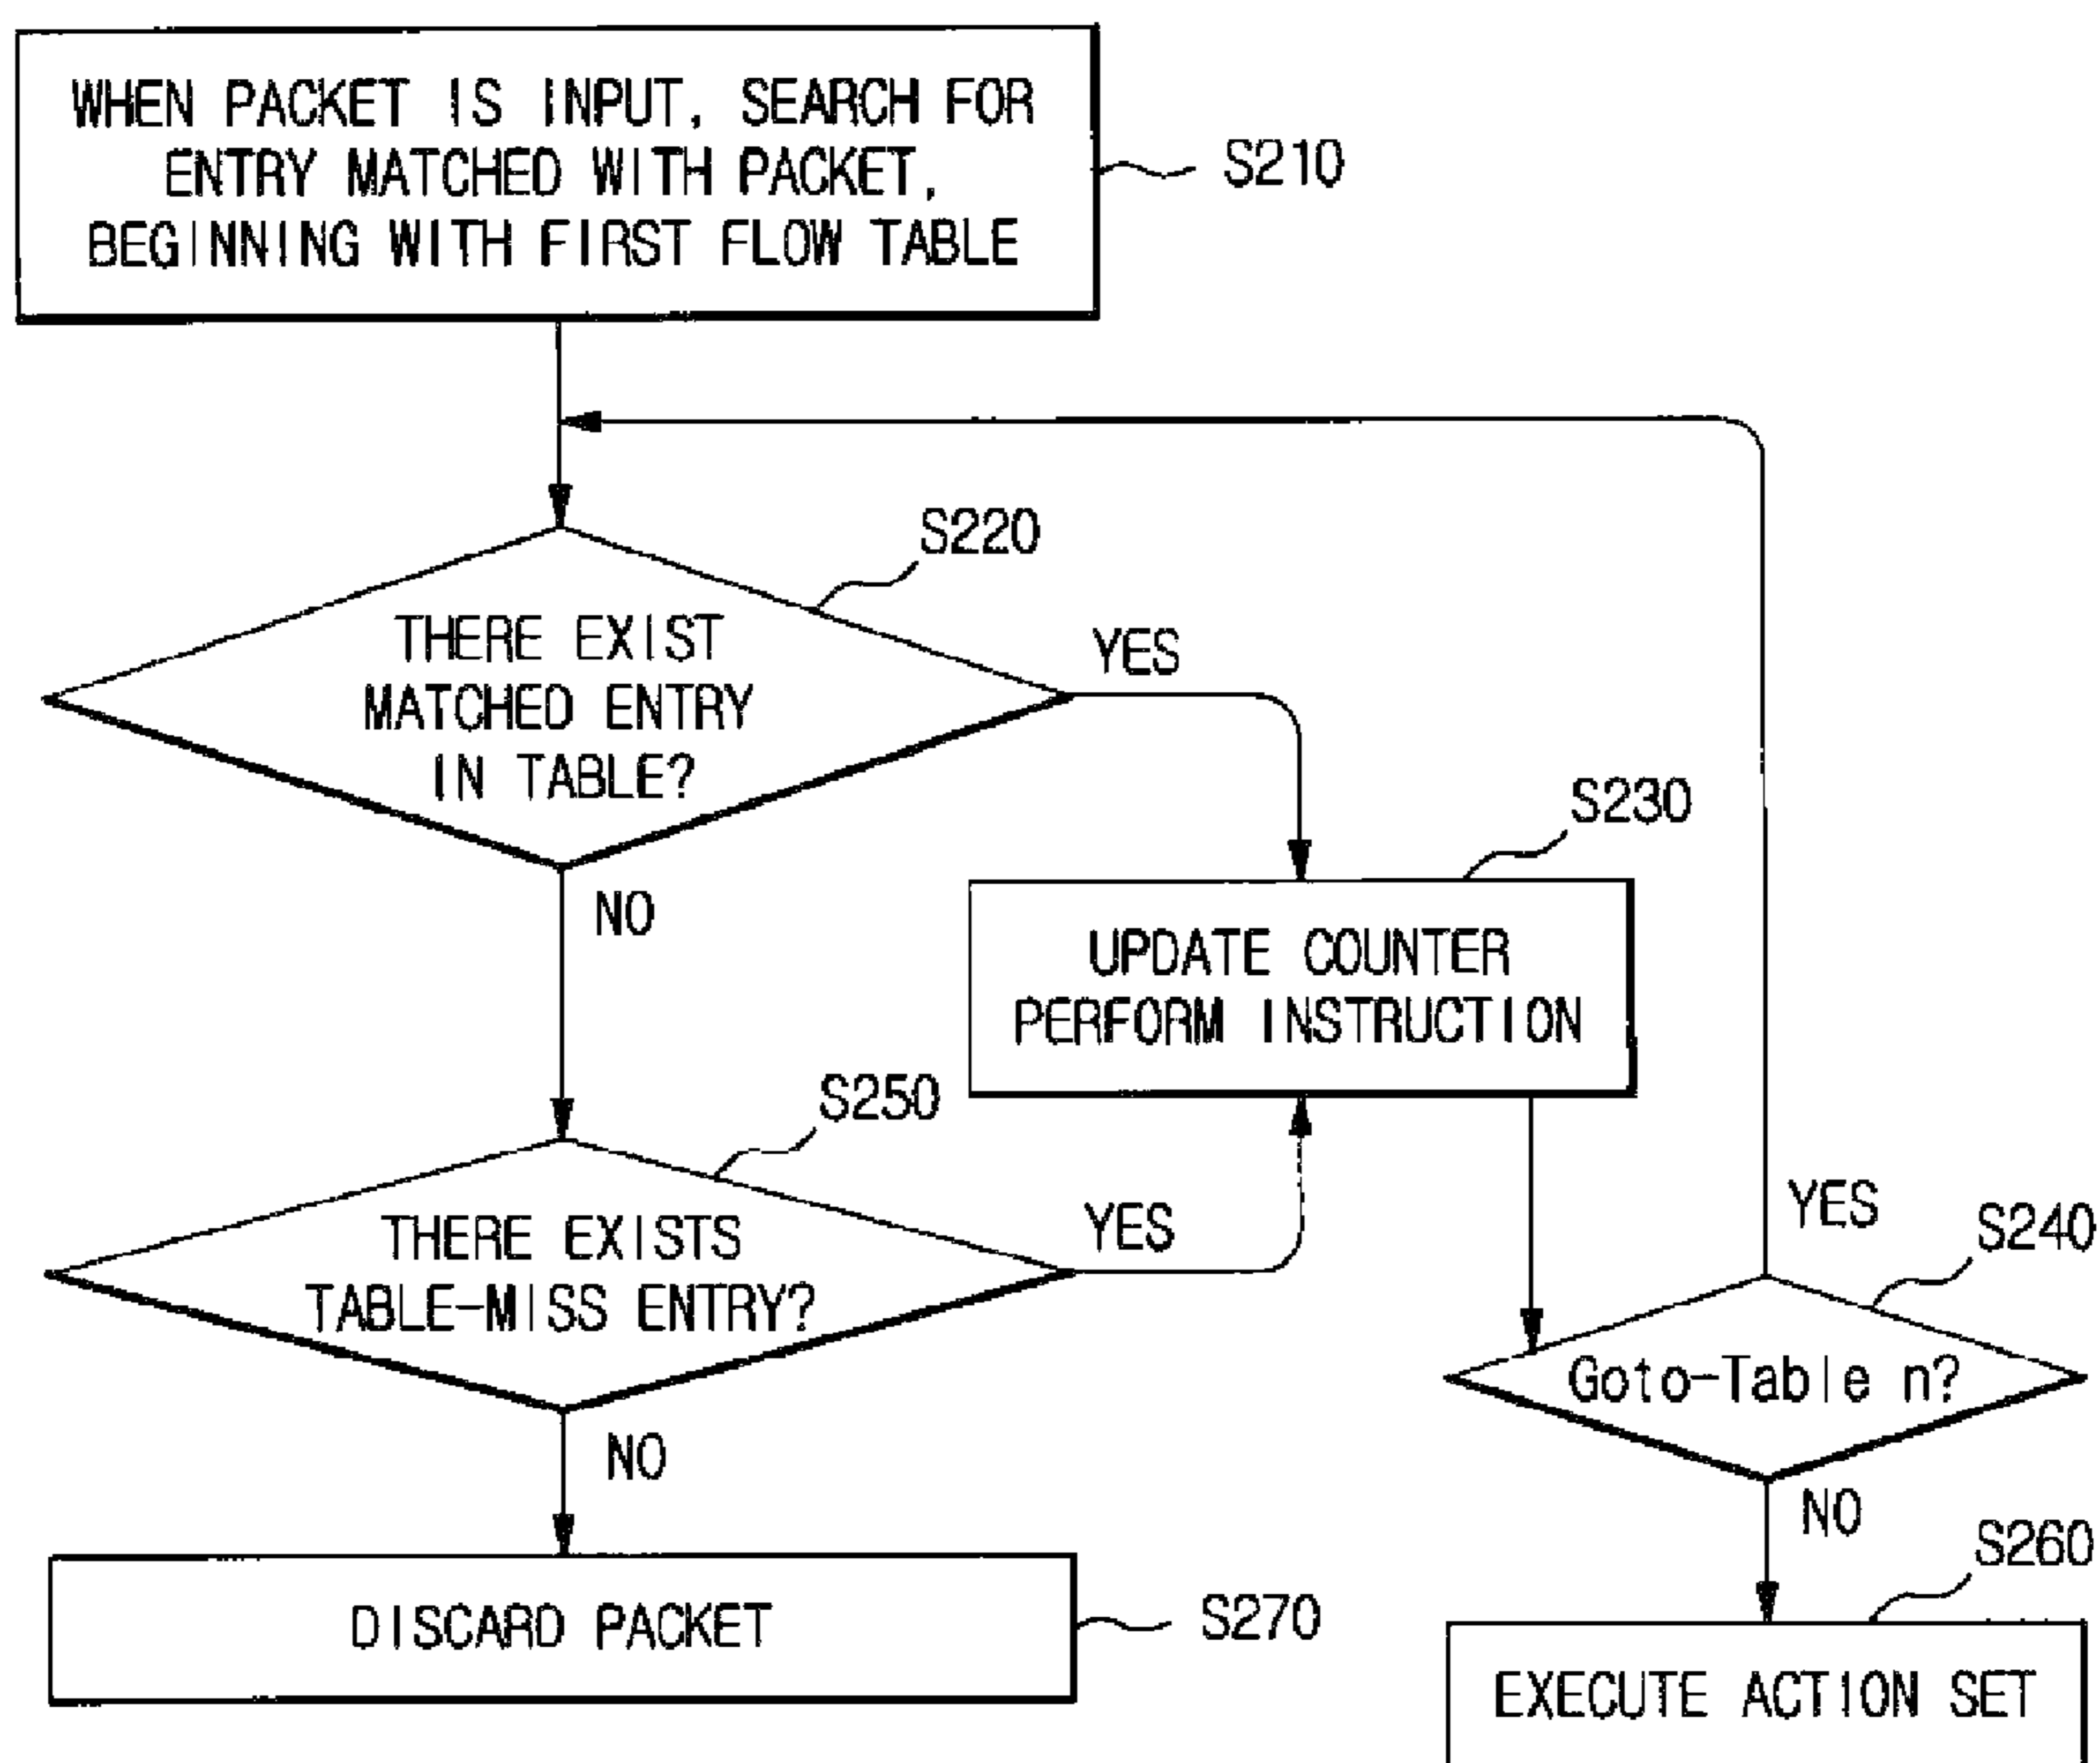 WHEN PACKET IS INPUT, SEARCH FOR
ENTRY MATCHED WITH PACKET,
BEGINNING WITH FIRST FLOW TABLE
S210
S220
THERE EXIST
MATCHED ENTRY
IN TABLE?
YES
NO
S230
UPDATE COUNTER
PERFORM INSTRUCTION
S250
THERE EXISTS
TABLE-MISS ENTRY?
YES
NO
YES
S240
Goto-Table n?
NO
S260
DISCARD PACKET
S270
EXECUTE ACTION SET